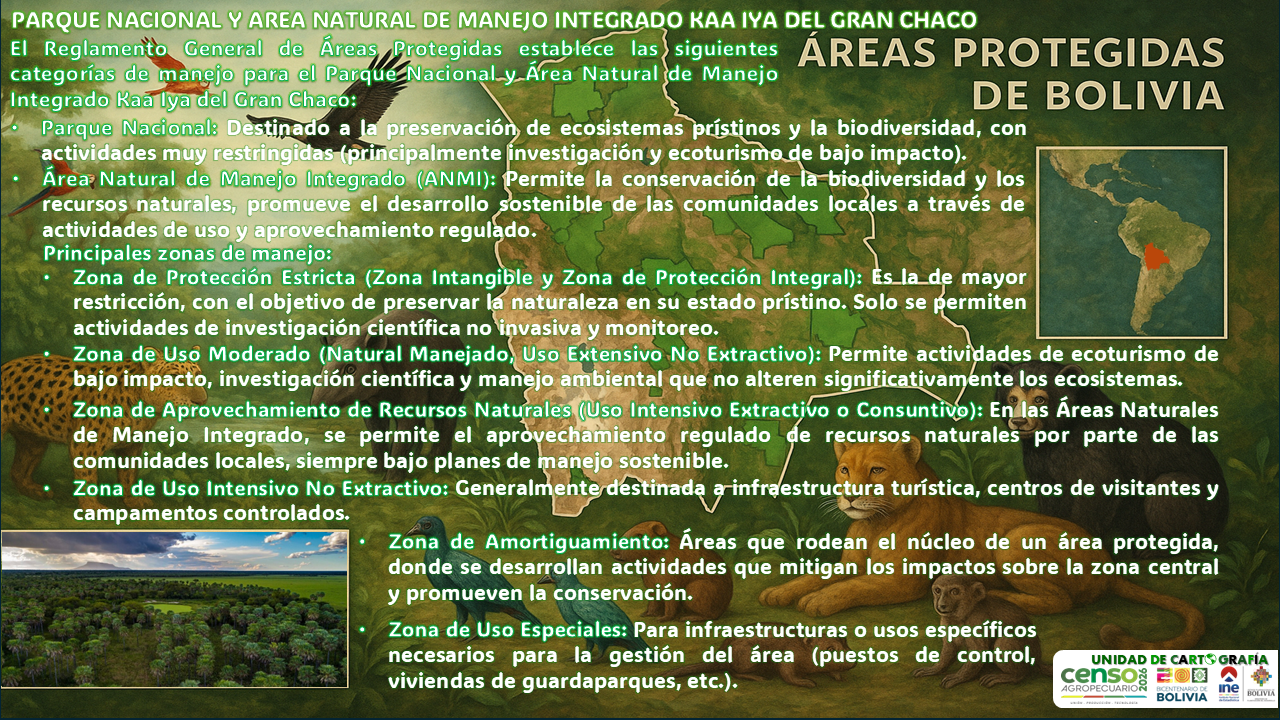 PARQUE NACIONAL Y AREA NATURAL DE MANEJO INTEGRADO KAA IYA DEL GRAN CHACO
El Reglamento General de Áreas Protegidas establece las siguientes
categorías de manejo para el Parque Nacional y Área Natural de Manejo
Integrado Kaa Iya del Gran Chaco:
ÁREAS PROTEGIDAS
DE BOLIVIA
• Parque Nacional: Destinado a la preservación de ecosistemas prístinos y la biodiversidad, con
actividades muy restringidas (principalmente investigación y ecoturismo de bajo impacto).
• Área Natural de Manejo Integrado (ANMI): Permite la conservación de la biodiversidad y los
recursos naturales, promueve el desarrollo sostenible de las comunidades locales a través de
actividades de uso y aprovechamiento regulado.
Principales zonas de manejo:
• Zona de Protección Estricta (Zona Intangible y Zona de Protección Integral): Es la de mayor
restricción, con el objetivo de preservar la naturaleza en su estado prístino. Solo se permiten
actividades de investigación científica no invasiva y monitoreo.
• Zona de Uso Moderado (Natural Manejado, Uso Extensivo No Extractivo): Permite actividades de ecoturismo de
bajo impacto, investigación científica y manejo ambiental que no alteren significativamente los ecosistemas.
• Zona de Aprovechamiento de Recursos Naturales (Uso Intensivo Extractivo o Consuntivo): En las Áreas Naturales
de Manejo Integrado, se permite el aprovechamiento regulado de recursos naturales por parte de las
comunidades locales, siempre bajo planes de manejo sostenible.
• Zona de Uso Intensivo No Extractivo: Generalmente destinada a infraestructura turística, centros de visitantes y
campamentos controlados.
• Zona de Amortiguamiento: Áreas que rodean el núcleo de un área protegida,
donde se desarrollan actividades que mitigan los impactos sobre la zona central
y promueven la conservación.
• Zona de Uso Especiales: Para infraestructuras o usos específicos
necesarios para la gestión del área (puestos de control,
viviendas de guardaparques, etc.).
UNIDAD DE CARTOGRAFÍA
censo
AGROPECUARIO
2026
BICENTENARIO DE
BOLIVIA
ine
BOLIVIA